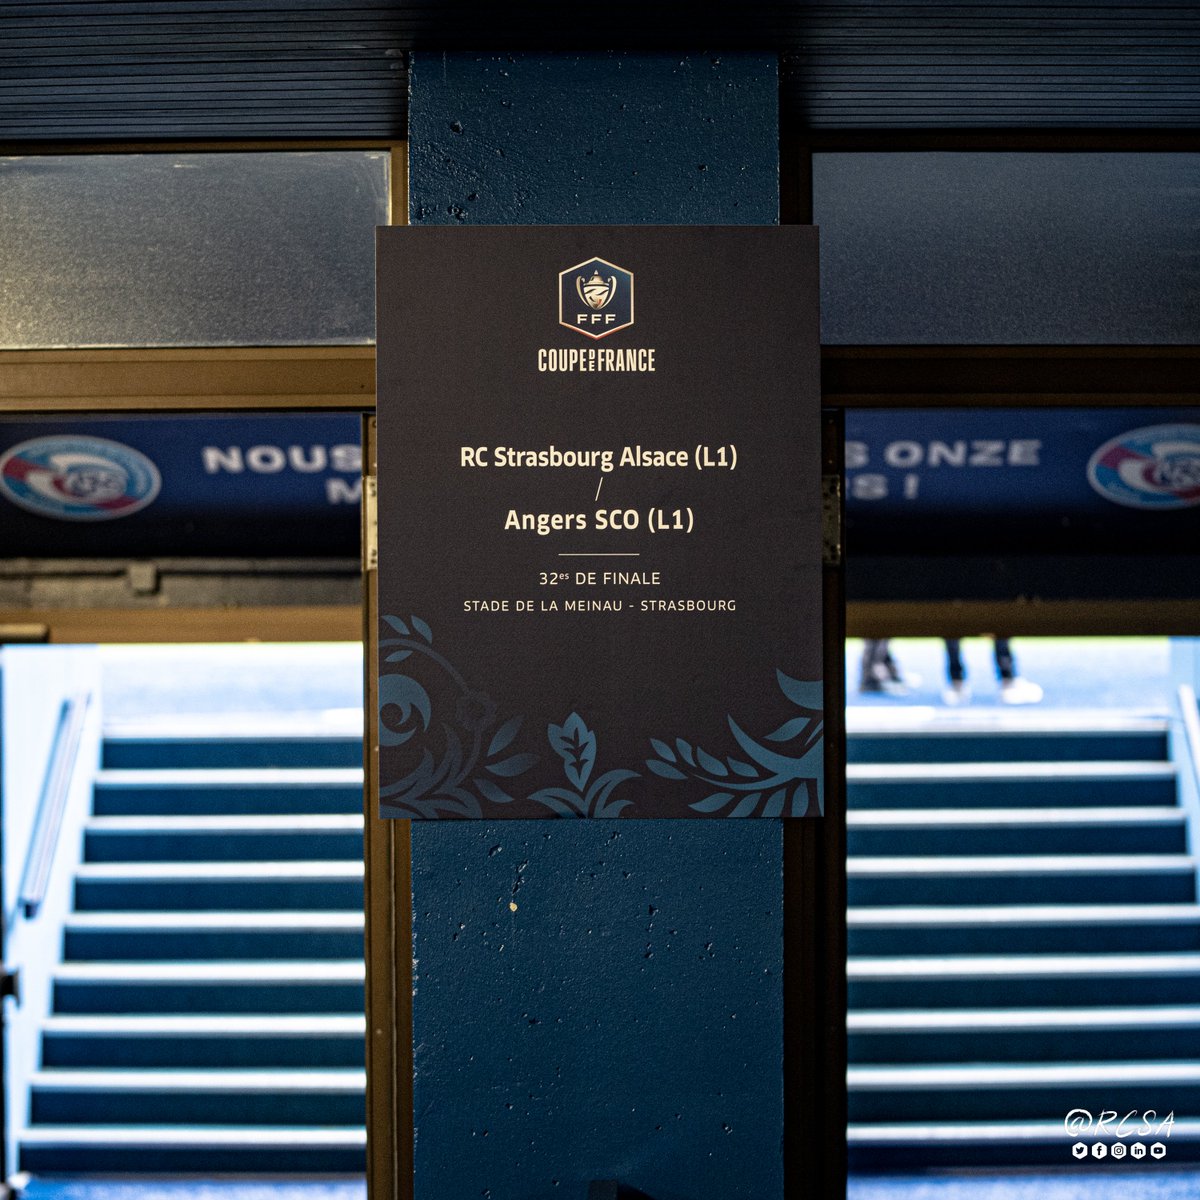 FFF
COUPE DE FRANCE
RC Strasbourg Alsace (L1)
/
Angers SCO (L1)
32es DE FINALE
STADE DE LA MEINAU - STRASBOURG
NOUS
S ONZE
M
S !
@RCSA